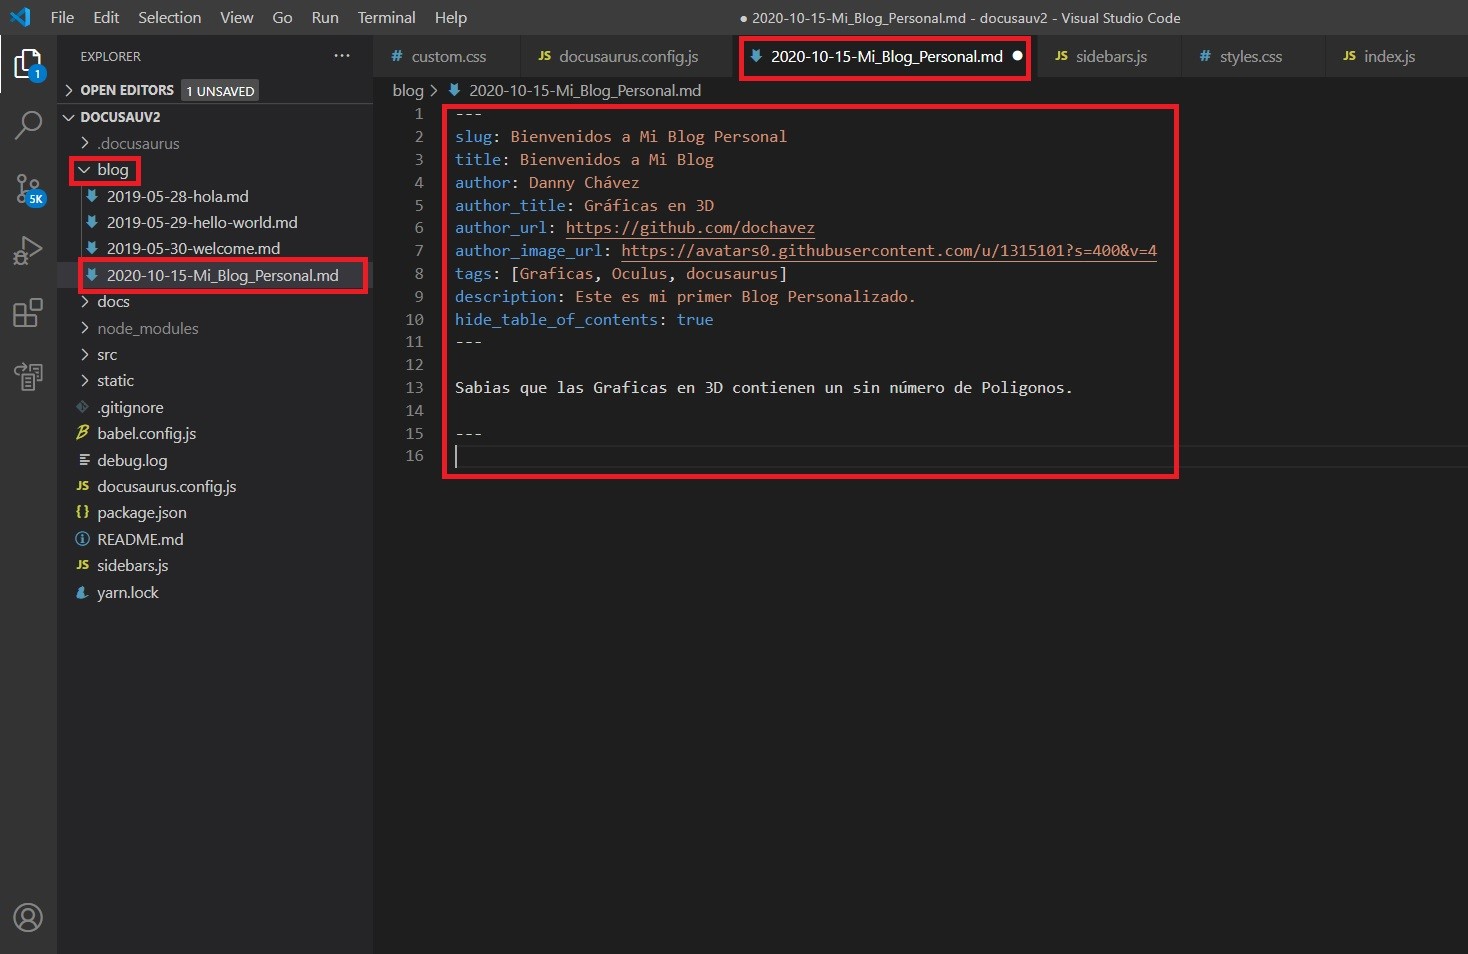 File Edit Selection View Go Run Terminal Help
● 2020-10-15-Mi_Blog_Personal.md - docusauv2 - Visual Studio Code
EXPLORER ...
1
5K
OPEN EDITORS 1 UNSAVED
DOCUSAUV2
.docusaurus
blog
2019-05-28-hola.md
2019-05-29-hello-world.md
2019-05-30-welcome.md
2020-10-15-Mi_Blog_Personal.md
docs
node_modules
src
static
.gitignore
babel.config.js
debug.log
JS docusaurus.config.js
{} package.json
README.md
JS sidebars.js
yarn.lock
# custom.css JS docusaurus.config.js 2020-10-15-Mi_Blog_Personal.md ● JS sidebars.js # styles.css JS index.js
blog > 2020-10-15-Mi_Blog_Personal.md
1 ---
2 slug: Bienvenidos a Mi Blog Personal
3 title: Bienvenidos a Mi Blog
4 author: Danny Chávez
5 author_title: Gráficas en 3D
6 author_url: https://github.com/dochavez
7 author_image_url: https://avatars0.githubusercontent.com/u/1315101?s=400&v=4
8 tags: [Graficas, Oculus, docusaurus]
9 description: Este es mi primer Blog Personalizado.
10 hide_table_of_contents: true
11 ---
12
13 Sabias que las Graficas en 3D contienen un sin número de Poligonos.
14
15 ---
16